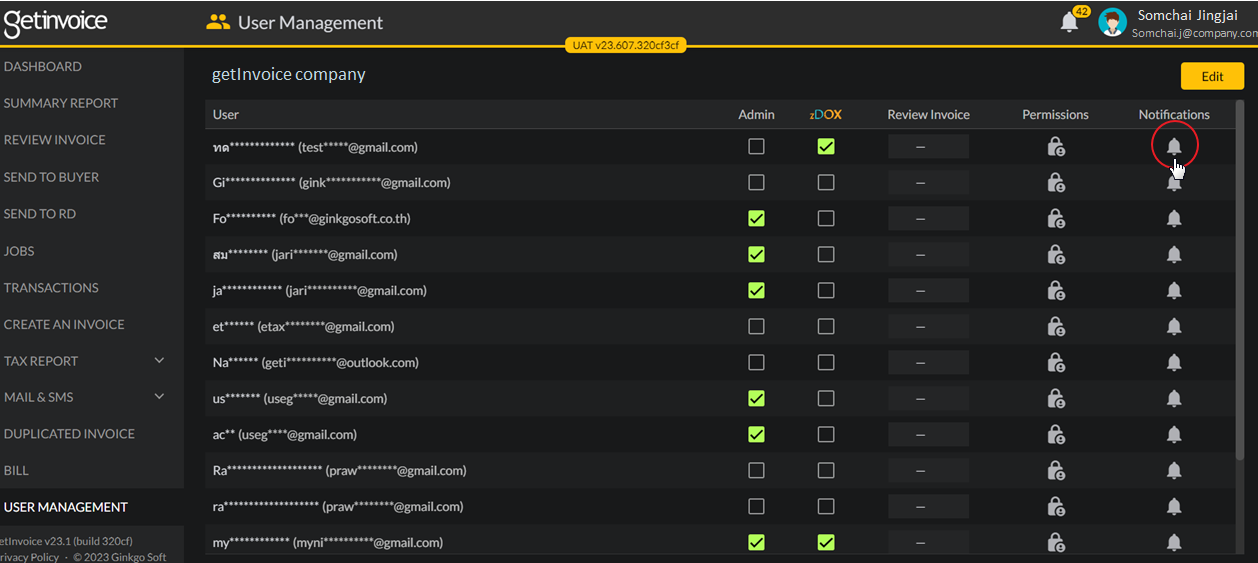 getinvoice
User Management
42
Somchai Jingjai
Somchai.j@company.com
UAT v23.607.320cf3cf
DASHBOARD
SUMMARY REPORT
REVIEW INVOICE
SEND TO BUYER
SEND TO RD
JOBS
TRANSACTIONS
CREATE AN INVOICE
TAX REPORT
MAIL & SMS
DUPLICATED INVOICE
BILL
USER MANAGEMENT
etInvoice v23.1 (build 320cf)
rivacy Policy · © 2023 Ginkgo Soft
getInvoice company
Edit
User Admin zDOX Review Invoice Permissions Notifications
ทด************* (test*****@gmail.com) —
Gi************** (gink***********@gmail.com) —
Fo********** (fo***@ginkgosoft.co.th) —
สม******** (jari*******@gmail.com) —
ja************ (jari**********@gmail.com) —
et****** (etax********@gmail.com) —
Na****** (geti**********@outlook.com) —
us******* (useg*****@gmail.com) —
ac** (useg****@gmail.com) —
Ra******************* (praw********@gmail.com) —
ra******************* (praw********@gmail.com) —
my************ (myni**********@gmail.com) —